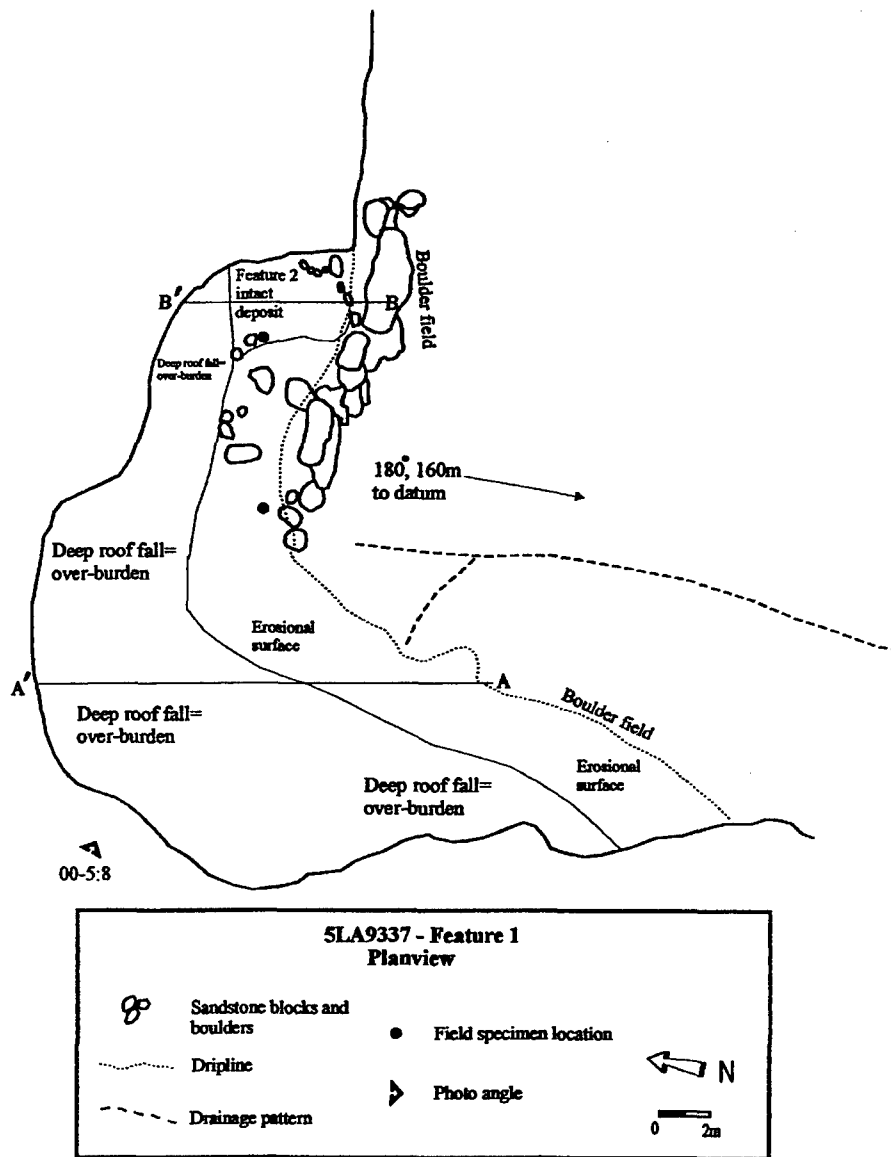 Feature 2
intact
deposit
B'
B
Boulder field
Deep roof fall=
over-burden
180°, 160m
to datum
Deep roof fall=
over-burden
Erosional
surface
A'
A
Deep roof fall=
over-burden
Boulder field
Erosional
surface
Deep roof fall=
over-burden
00-5:8
5LA9337 - Feature 1
Planview
Sandstone blocks and
boulders
Field specimen location
Dripline
N
Photo angle
Drainage pattern
0 2m